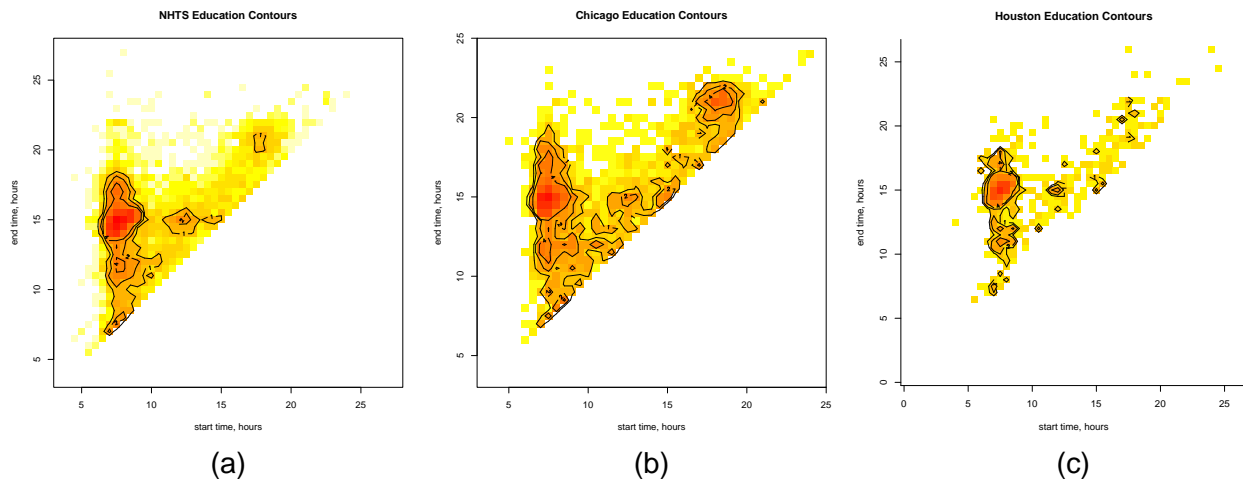 NHTS Education Contours
end time, hours
25
20
15
10
5
5 10 15 20 25
start time, hours
(a)
Chicago Education Contours
end time, hours
25
20
15
10
5
5 10 15 20 25
start time, hours
(b)
Houston Education Contours
end time, hours
25
20
15
10
5
0
0 5 10 15 20 25
start time, hours
(c)